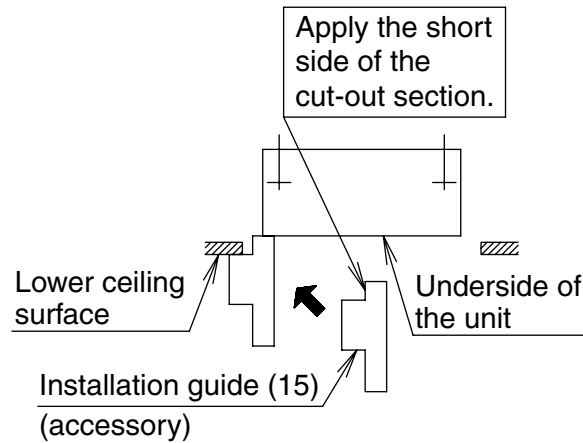 Apply the short
side of the
cut-out section.
Lower ceiling
surface
Underside of
the unit
Installation guide (15)
(accessory)